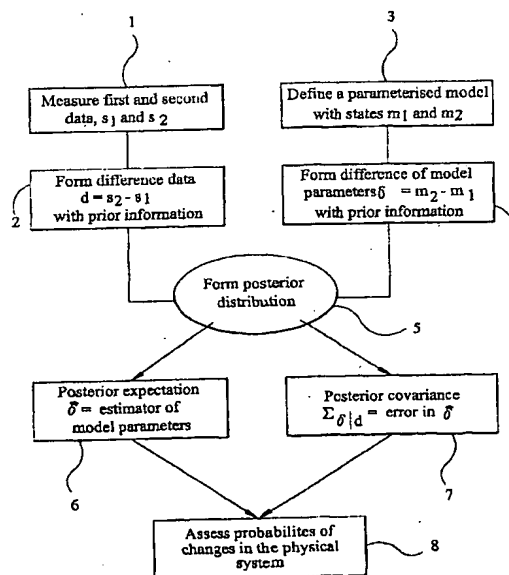 1
3
Measure first and second
data, s1 and s2
Define a parameterised model
with states m1 and m2
Form difference data
d = s2 - s1
with prior information
2
Form difference of model
parameters δ = m2 - m1
with prior information
Form posterior
distribution
5
Posterior expectation
δ̂ = estimator of
model parameters
6
Posterior covariance
Σδ|d = error in δ̂
7
Assess probabilites of
changes in the physical
system
8